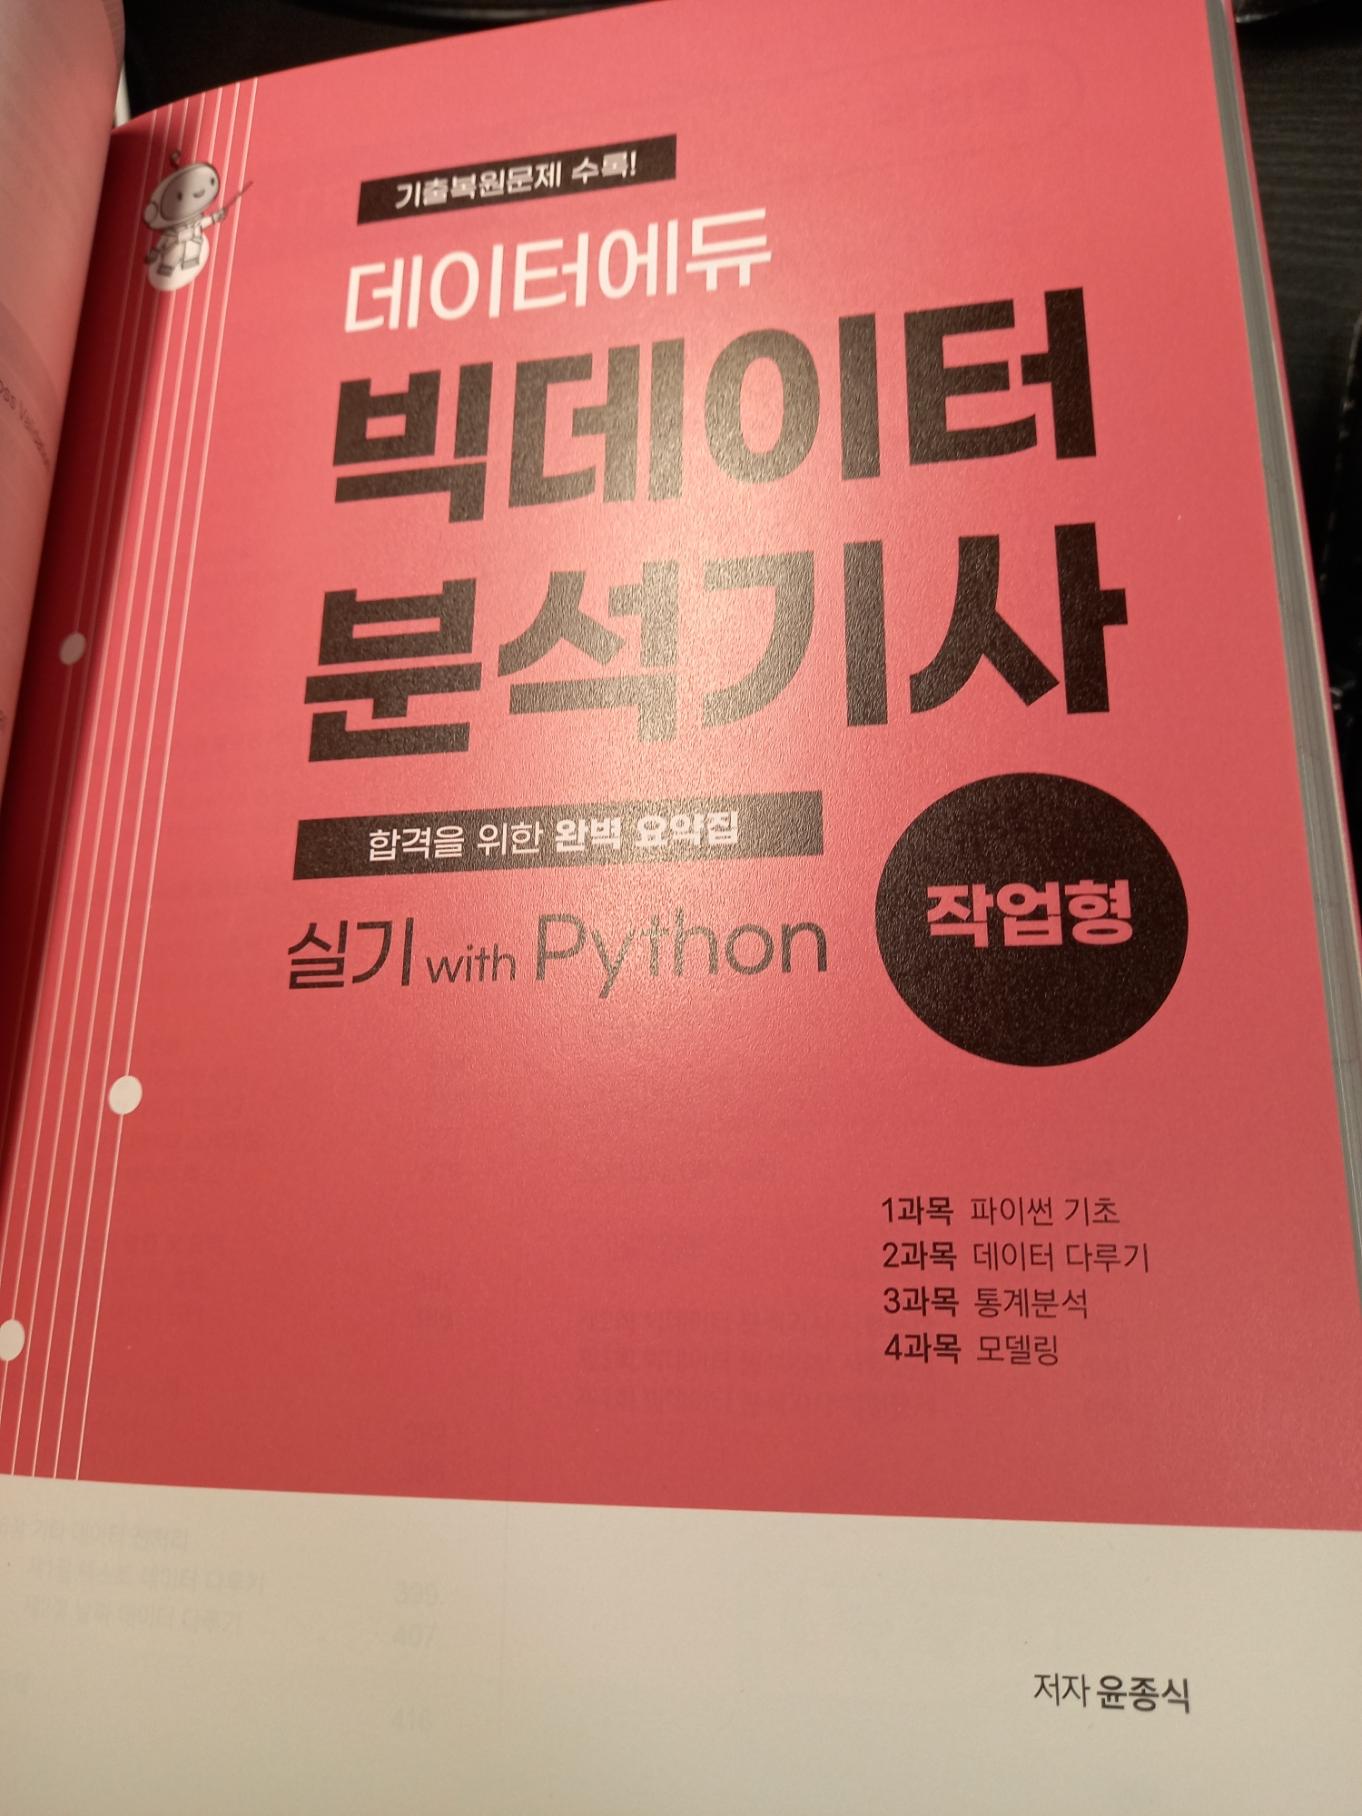 기출복원문제 수록!
데이터에듀
빅데이터
분석기사
합격을 위한 완벽 요약집
실기 with Python
작업형
1과목 파이썬 기초
2과목 데이터 다루기
3과목 통계분석
4과목 모델링
저자 윤종식